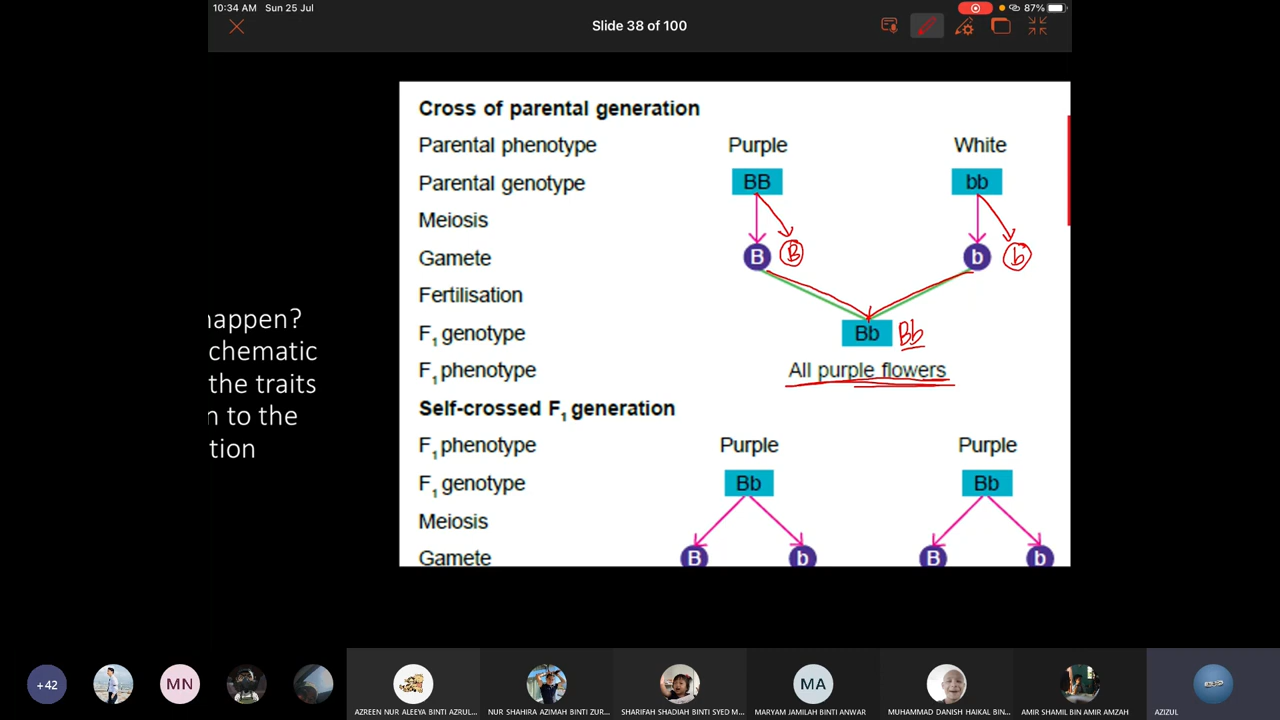 10:34 AM Sun 25 Jul
87%
Slide 38 of 100
Cross of parental generation
Parental phenotype Purple White
Parental genotype BB bb
Meiosis
Gamete B B b b
Fertilisation
F1 genotype Bb Bb
F1 phenotype All purple flowers
Self-crossed F1 generation
F1 phenotype Purple Purple
F1 genotype Bb Bb
Meiosis
Gamete B b B b
happen?
chematic
the traits
n to the
tion
+42
MN
MA
AZREEN NUR ALEEYA BINTI AZRUL...
NUR SHAHIRA AZIMAH BINTI ZUR...
SHARIFAH SHADIAH BINTI SYED M...
MARYAM JAMILAH BINTI ANWAR
MUHAMMAD DANISH HAIKAL BIN...
AMIR SHAMIL BIN AMIR AMZAH
AZIZUL